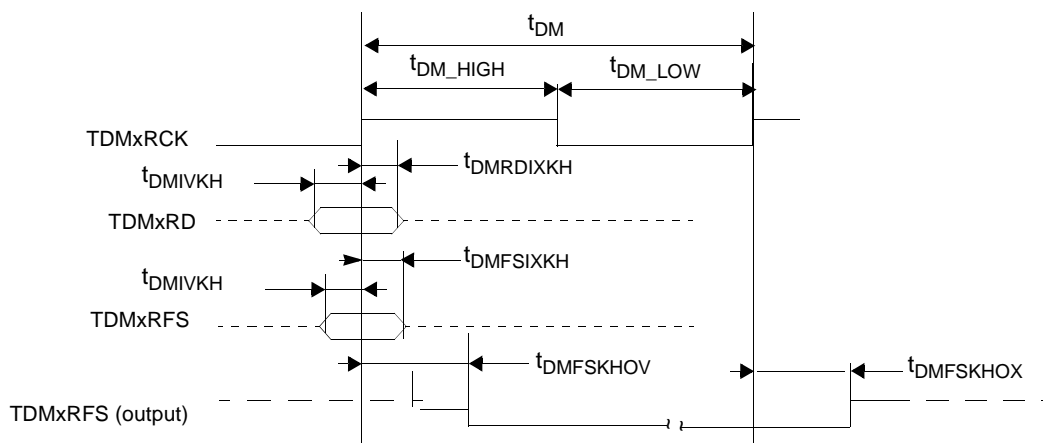 tDM
tDM_HIGH
tDM_LOW
TDMxRCK
tDMRDIXKH
tDMIVKH
TDMxRD
tDMFSIXKH
tDMIVKH
TDMxRFS
tDMFSKHOV
tDMFSKHOX
TDMxRFS (output)